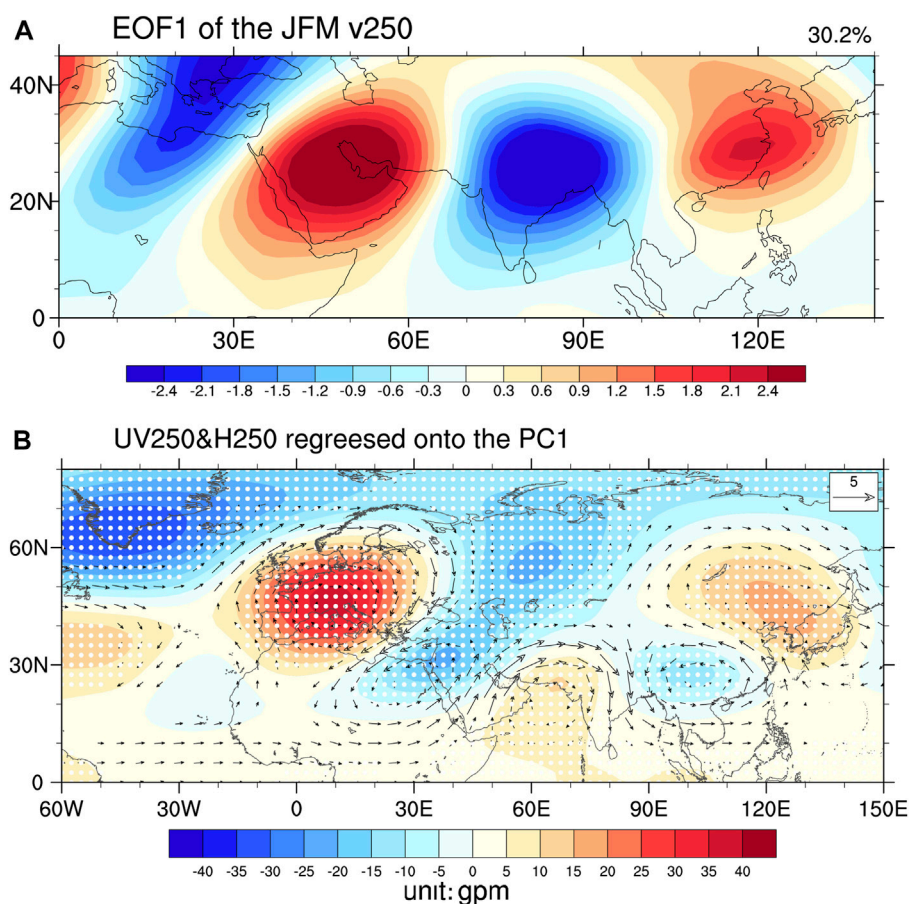 A EOF1 of the JFM v250 30.2%
40N
20N
0
0 30E 60E 90E 120E
-2.4 -2.1 -1.8 -1.5 -1.2 -0.9 -0.6 -0.3 0 0.3 0.6 0.9 1.2 1.5 1.8 2.1 2.4
B UV250&H250 regreesed onto the PC1
5
60N
30N
0
60W 30W 0 30E 60E 90E 120E 150E
-40 -35 -30 -25 -20 -15 -10 -5 0 5 10 15 20 25 30 35 40
unit: gpm